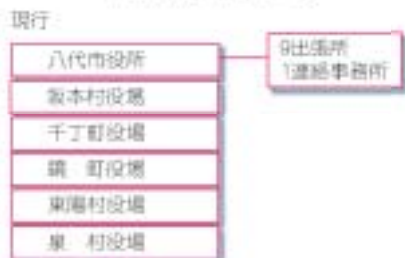 現行
八代市役所
9出張所
1連絡事務所
坂本村役場
千丁町役場
鏡 町役場
東陽村役場
泉 村役場